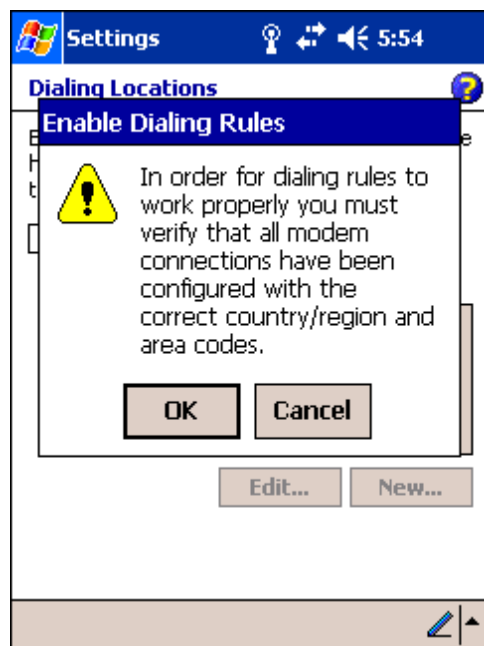 Settings 5:54
Dialing Locations
Enable Dialing Rules
In order for dialing rules to
work properly you must
verify that all modem
connections have been
configured with the
correct country/region and
area codes.
OK Cancel
Edit... New...